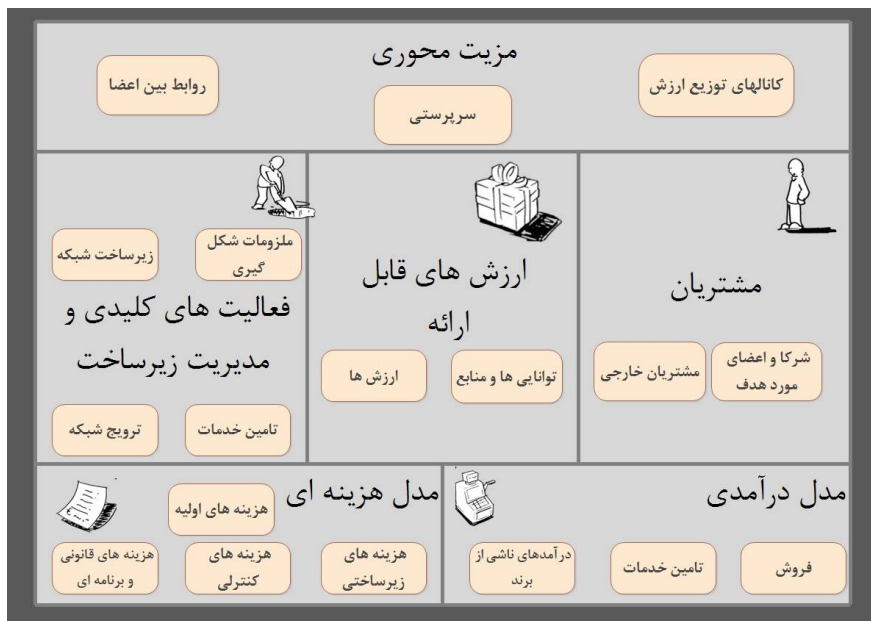 مزیت محوری
کانالهای توزیع ارزش
سرپرستی
روابط بین اعضا
مشتریان
شرکا و اعضای
مورد هدف
مشتریان خارجی
ارزش های قابل
ارائه
توانایی ها و منابع
ارزش ها
ملزومات شکل
گیری
زیرساخت شبکه
فعالیت های کلیدی و
مدیریت زیرساخت
تامین خدمات
ترویج شبکه
مدل درآمدی
فروش
تامین خدمات
درآمدهای ناشی از
برند
مدل هزینه ای
هزینه های اولیه
هزینه های
زیرساختی
هزینه های
کنترلی
هزینه های قانونی
و برنامه ای